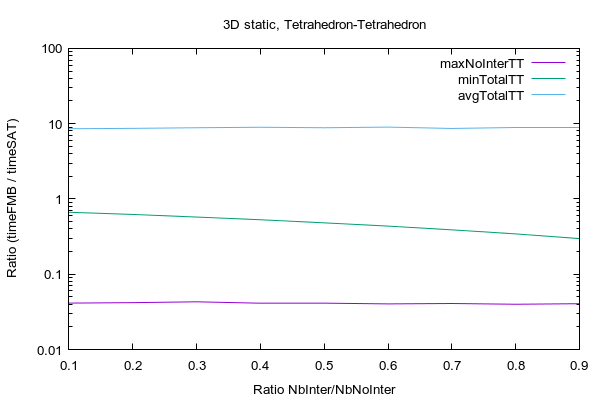 3D static, Tetrahedron-Tetrahedron
100
10
1
0.1
0.01
Ratio (timeFMB / timeSAT)
maxNoInterTT
minTotalTT
avgTotalTT
0.1 0.2 0.3 0.4 0.5 0.6 0.7 0.8 0.9
Ratio NbInter/NbNoInter